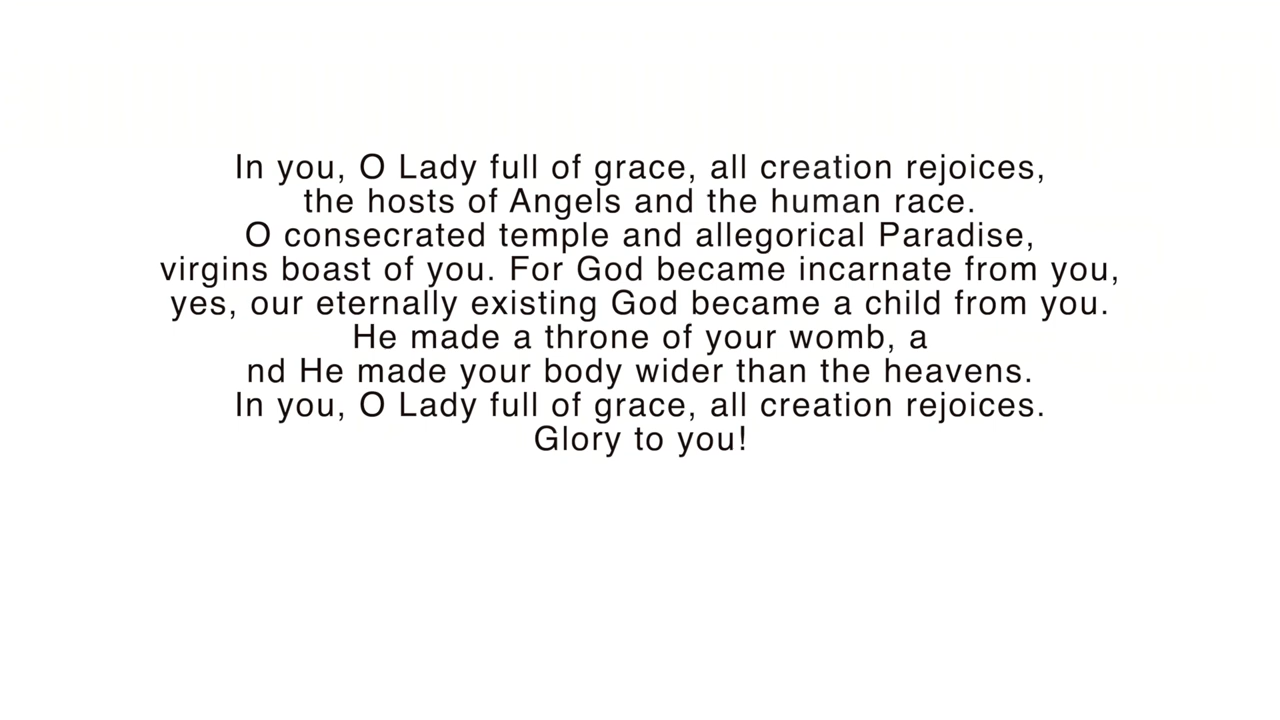 In you, O Lady full of grace, all creation rejoices,
the hosts of Angels and the human race.
O consecrated temple and allegorical Paradise,
virgins boast of you. For God became incarnate from you,
yes, our eternally existing God became a child from you.
He made a throne of your womb, a
nd He made your body wider than the heavens.
In you, O Lady full of grace, all creation rejoices.
Glory to you!